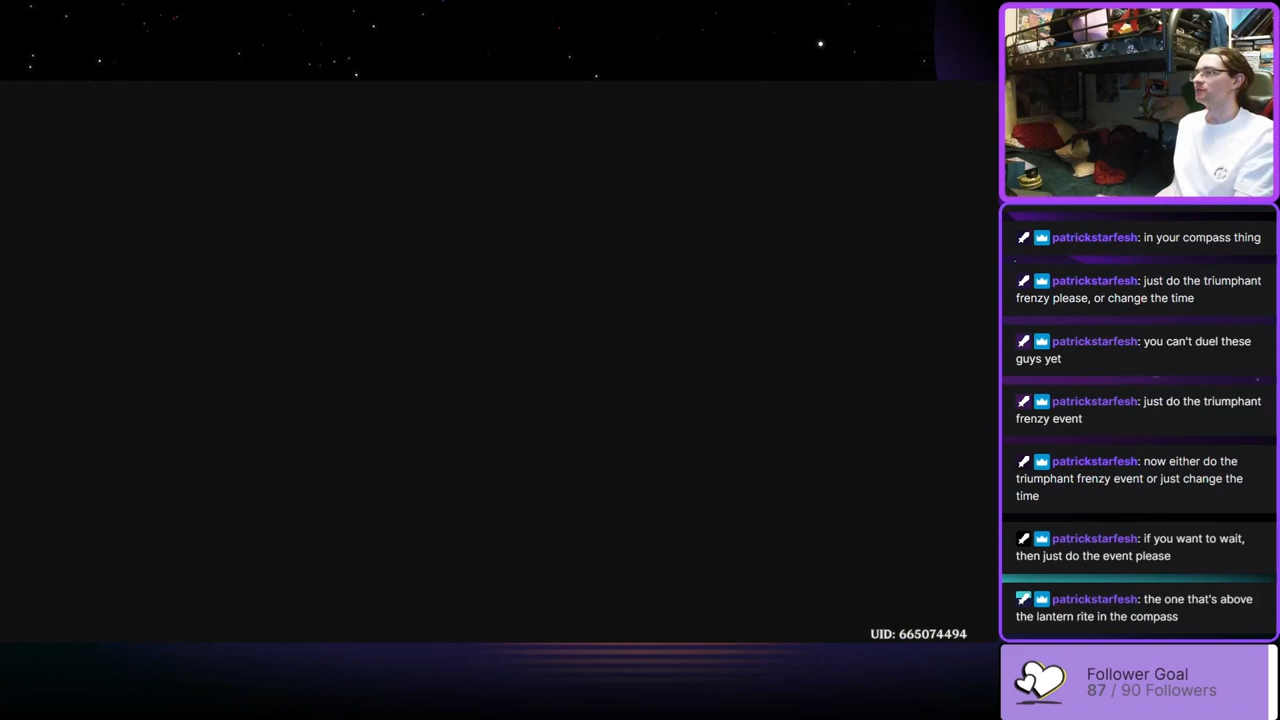 patrickstarfesh: in your compass thing
patrickstarfesh: just do the triumphant
frenzy please, or change the time
patrickstarfesh: you can't duel these
guys yet
patrickstarfesh: just do the triumphant
frenzy event
patrickstarfesh: now either do the
triumphant frenzy event or just change the
time
patrickstarfesh: if you want to wait,
then just do the event please
patrickstarfesh: the one that's above
the lantern rite in the compass
UID: 665074494
Follower Goal
87 / 90 Followers